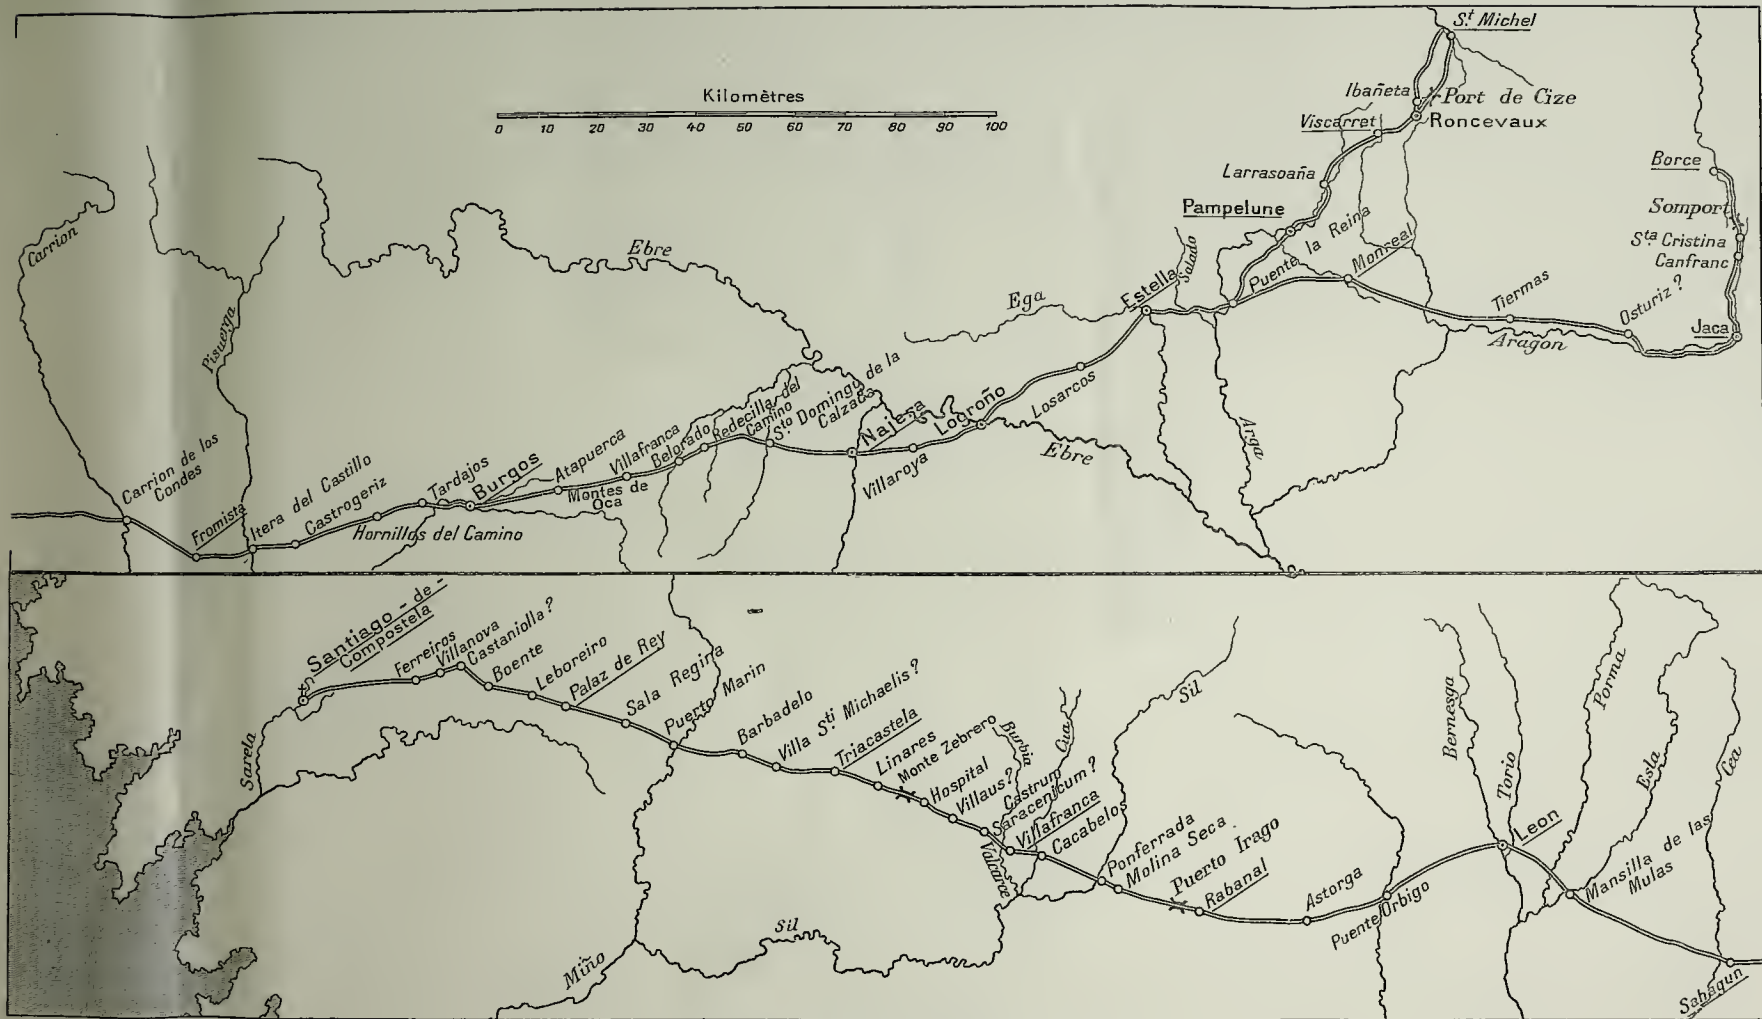 St Michel
Kilomètres
0 10 20 30 40 50 60 70 80 90 100
Ibañeta
Port de Cize
Roncevaux
Viscarret
Larrasoaña
Borce
Pampelune
Somport
Sta Cristina
Canfranc
Puente la Reina
Monreal
Salado
Carrion
Ebre
Ega
Estella
Tiermas
Osturiz ?
Jaca
Aragon
Pisuerga
Losarcos
Arga
Ebre
Logroño
Najera
Villaroya
Sto Domingo de la
Calzada
Redecilla del
Camino
Belorado
Villafranca
Montes de
Oca
Atapuerca
Burgos
Tardajos
Hornillos del Camino
Castrogeriz
Itera del Castillo
Fromista
Carrion de los
Condes
Santiago - de -
Compostela
Ferreiros
Villanova
Castaniolla ?
Boente
Leboreiro
Palaz de Rey
Sala Regina
Puerto Marin
Barbadelo
Villa Sti Michaelis ?
Triacastela
Linares
Monte Zebrero
Hospital
Villaus ?
Castrum
Saracenicum ?
Villafranca
Cacabelos
Burbia
Cua
Valcarce
Sil
Ponferrada
Molina Seca
Puerto Irago
Rabanal
Astorga
Puente Orbigo
Bernesga
Torio
Leon
Porma
Esla
Cea
Mansilla de las
Mulas
Sahagun
Sarela
Sil
Miño